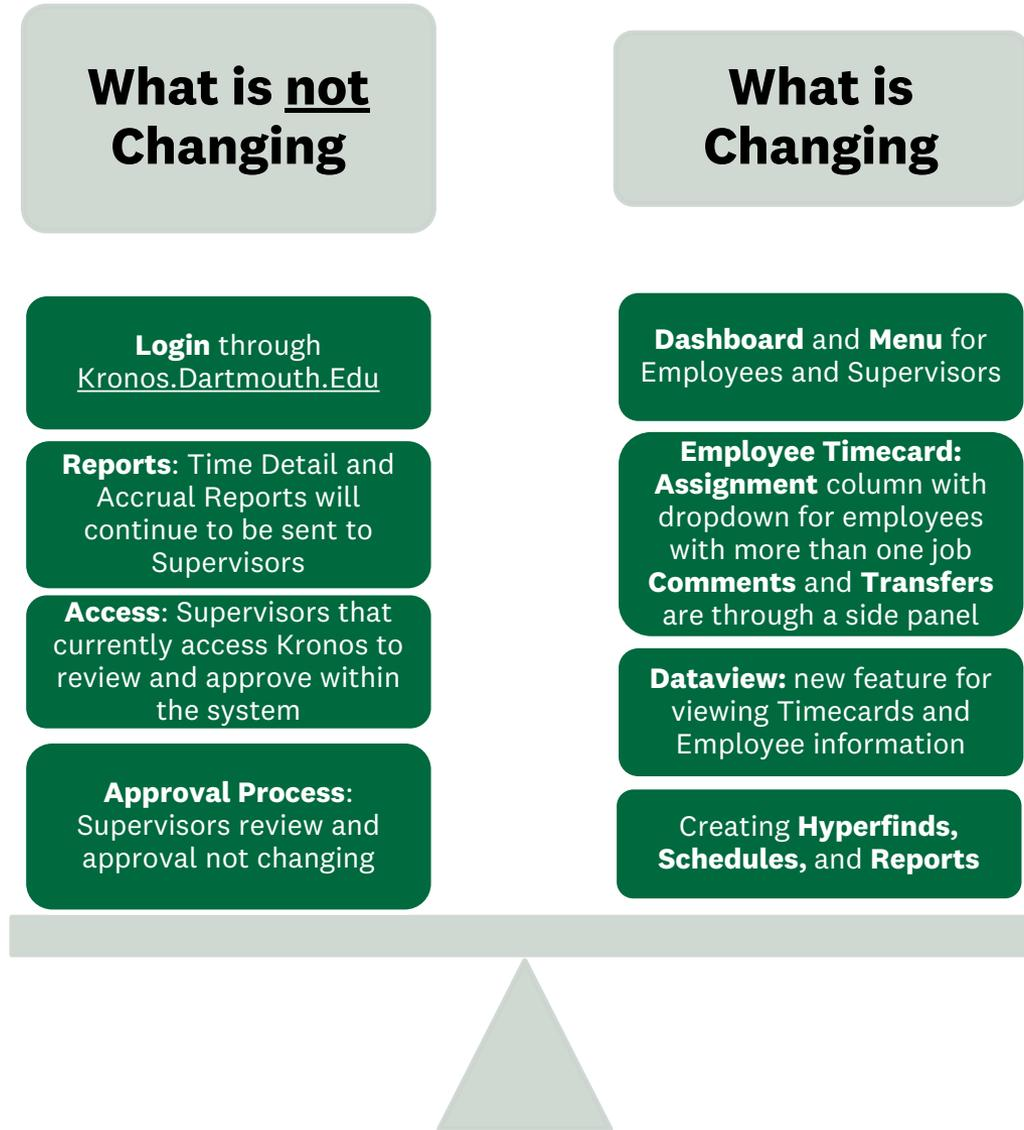 What is not
Changing
Login through
Kronos.Dartmouth.Edu
Reports: Time Detail and
Accrual Reports will
continue to be sent to
Supervisors
Access: Supervisors that
currently access Kronos to
review and approve within
the system
Approval Process:
Supervisors review and
approval not changing
What is
Changing
Dashboard and Menu for
Employees and Supervisors
Employee Timecard:
Assignment column with
dropdown for employees
with more than one job
Comments and Transfers
are through a side panel
Dataview: new feature for
viewing Timecards and
Employee information
Creating Hyperfinds,
Schedules, and Reports